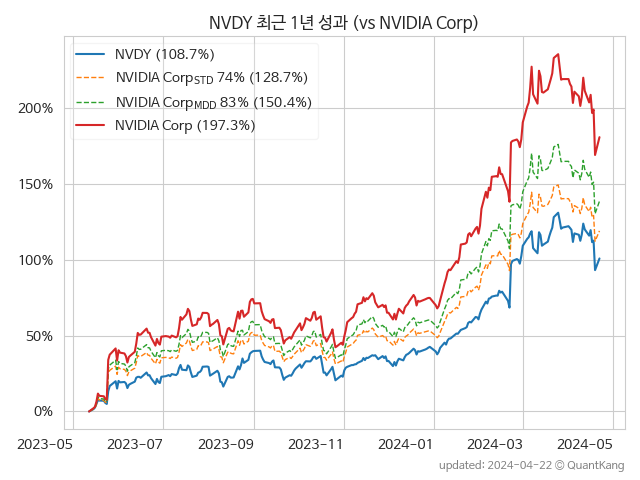 NVDY 최근 1년 성과 (vs NVIDIA Corp)
NVDY (108.7%)
NVIDIA Corp_STD 74% (128.7%)
NVIDIA Corp_MDD 83% (150.4%)
NVIDIA Corp (197.3%)
200%
150%
100%
50%
0%
2023-05 2023-07 2023-09 2023-11 2024-01 2024-03 2024-05
updated: 2024-04-22 © QuantKang